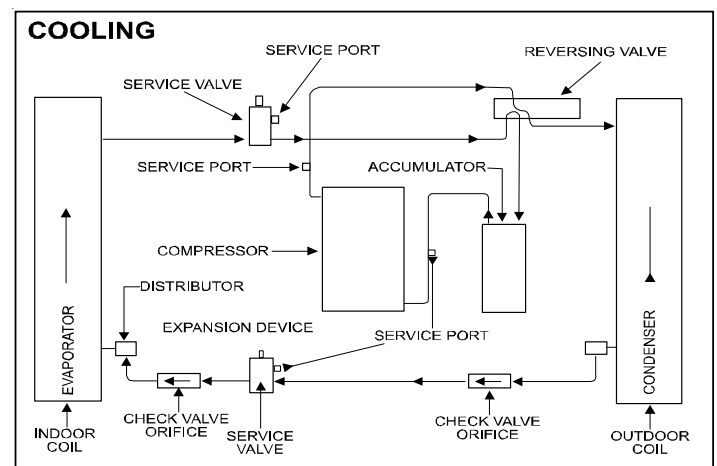 COOLING
SERVICE PORT
REVERSING VALVE
SERVICE VALVE
SERVICE PORT
ACCUMULATOR
COMPRESSOR
DISTRIBUTOR
EXPANSION DEVICE
SERVICE PORT
EVAPORATOR
CONDENSER
INDOOR
COIL
CHECK VALVE
ORIFICE
SERVICE
VALVE
CHECK VALVE
ORIFICE
OUTDOOR
COIL